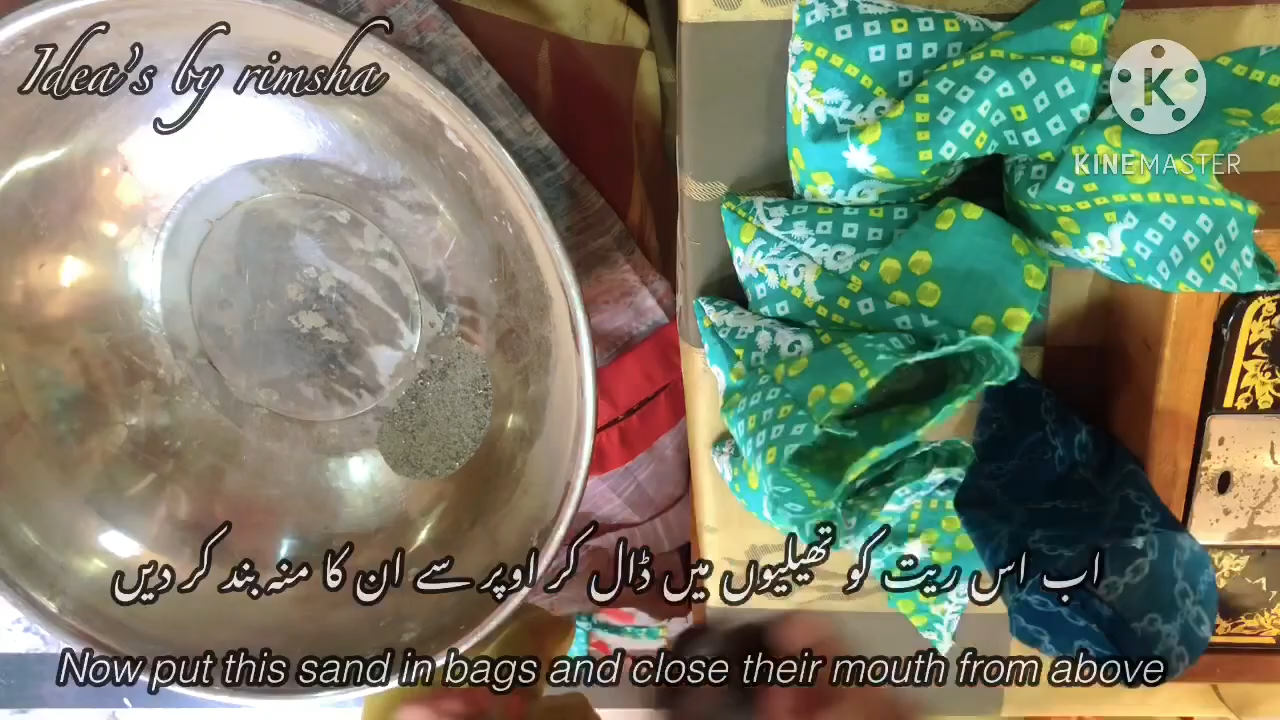 Idea's by rimsha
K
KINEMASTER
اب اس ریت کو تھیلیوں میں ڈال کر اوپر سے ان کا منہ بند کر دیں
Now put this sand in bags and close their mouth from above